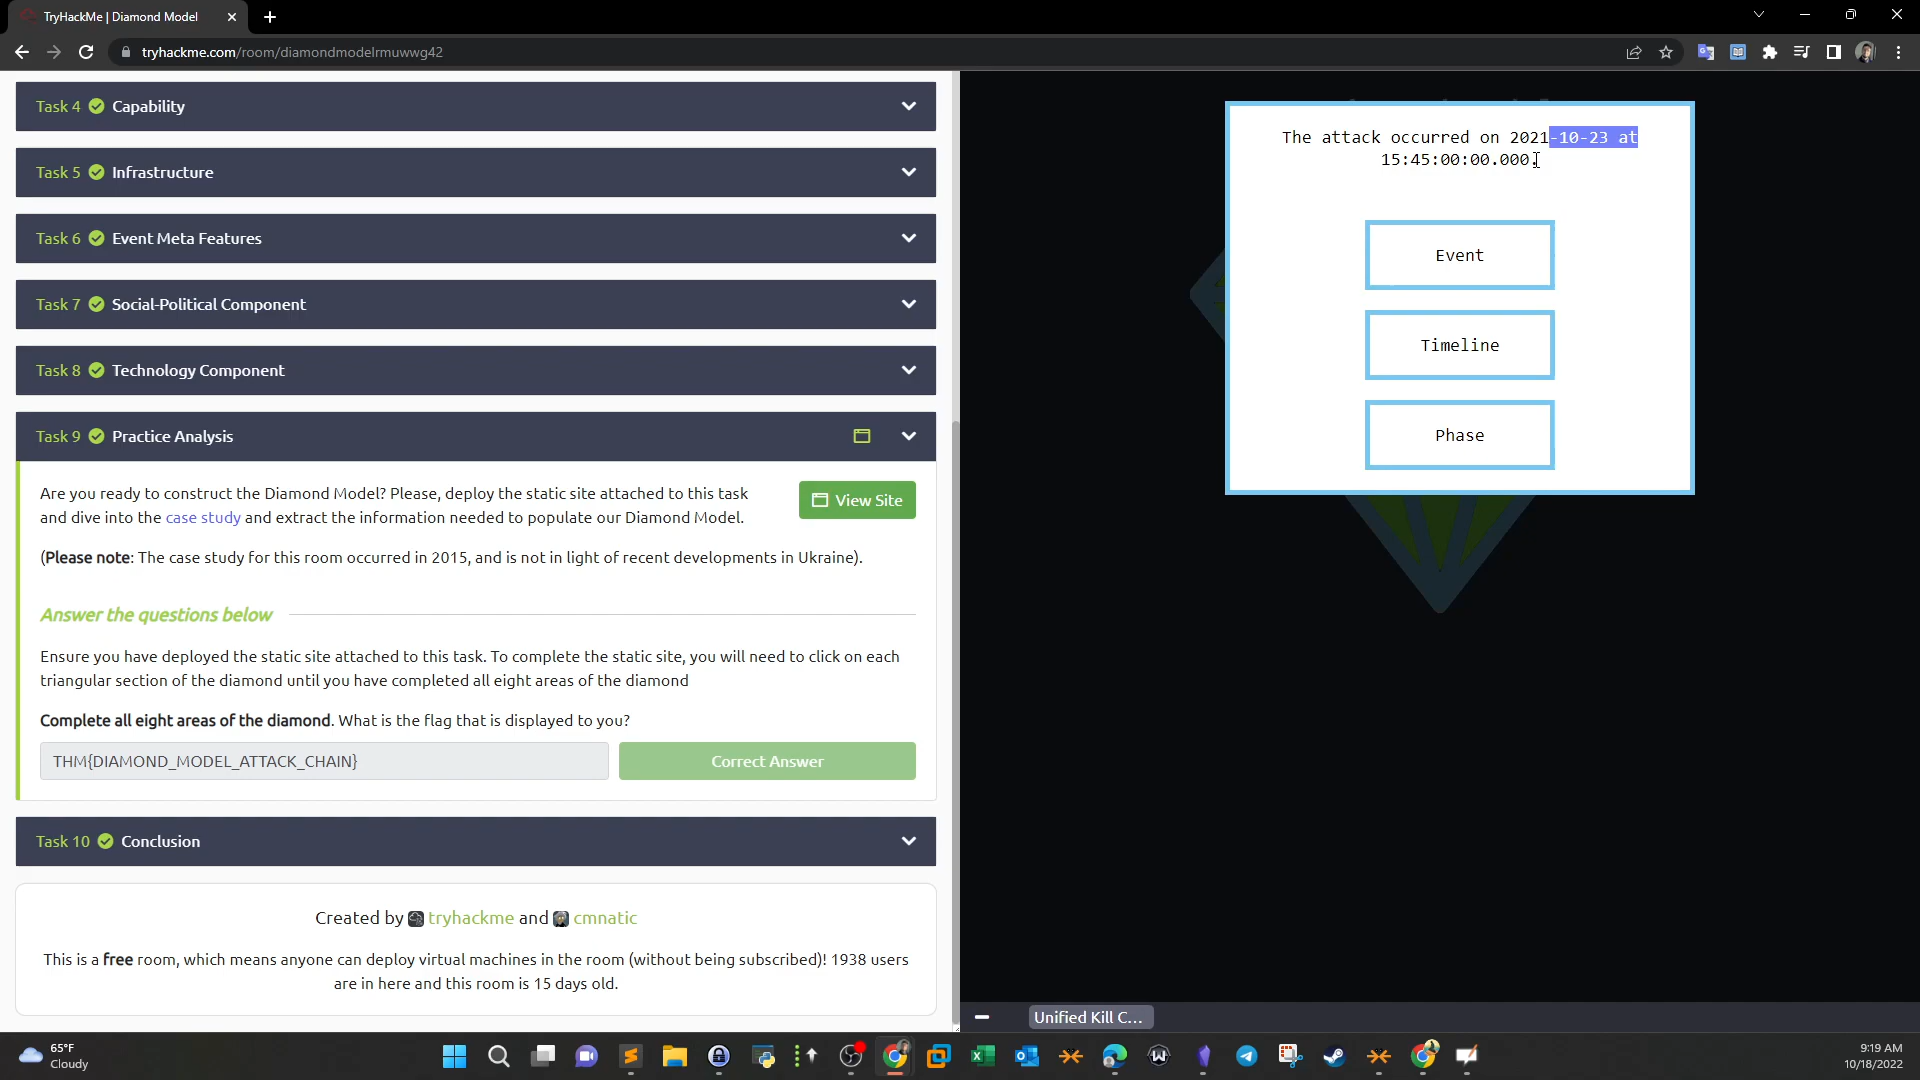 TryHackMe | Diamond Model
tryhackme.com/room/diamondmodelrmuwwg42
Task 4 Capability
Task 5 Infrastructure
Task 6 Event Meta Features
Task 7 Social-Political Component
Task 8 Technology Component
Task 9 Practice Analysis
Are you ready to construct the Diamond Model? Please, deploy the static site attached to this task
and dive into the case study and extract the information needed to populate our Diamond Model.
View Site
(Please note: The case study for this room occurred in 2015, and is not in light of recent developments in Ukraine).
Answer the questions below
Ensure you have deployed the static site attached to this task. To complete the static site, you will need to click on each
triangular section of the diamond until you have completed all eight areas of the diamond
Complete all eight areas of the diamond. What is the flag that is displayed to you?
THM{DIAMOND_MODEL_ATTACK_CHAIN}
Correct Answer
Task 10 Conclusion
Created by tryhackme and cmnatic
This is a free room, which means anyone can deploy virtual machines in the room (without being subscribed)! 1938 users
are in here and this room is 15 days old.
The attack occurred on 2021-10-23 at
15:45:00:00.000.
Event
Timeline
Phase
Unified Kill C...
65°F
Cloudy
9:19 AM
10/18/2022